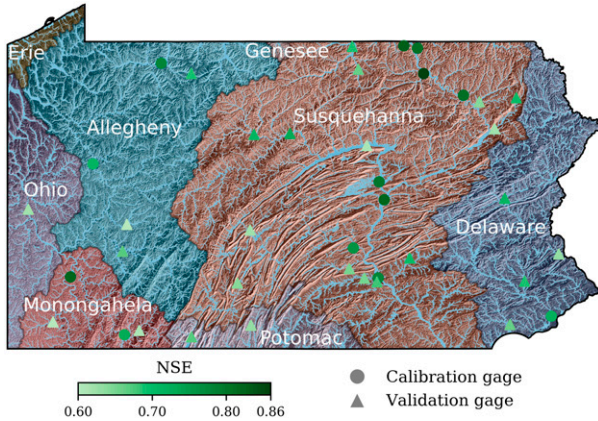 Erie
Genesee
Allegheny
Susquehanna
Ohio
Delaware
Monongahela
Potomac
NSE
0.60 0.70 0.80 0.86
Calibration gage
Validation gage